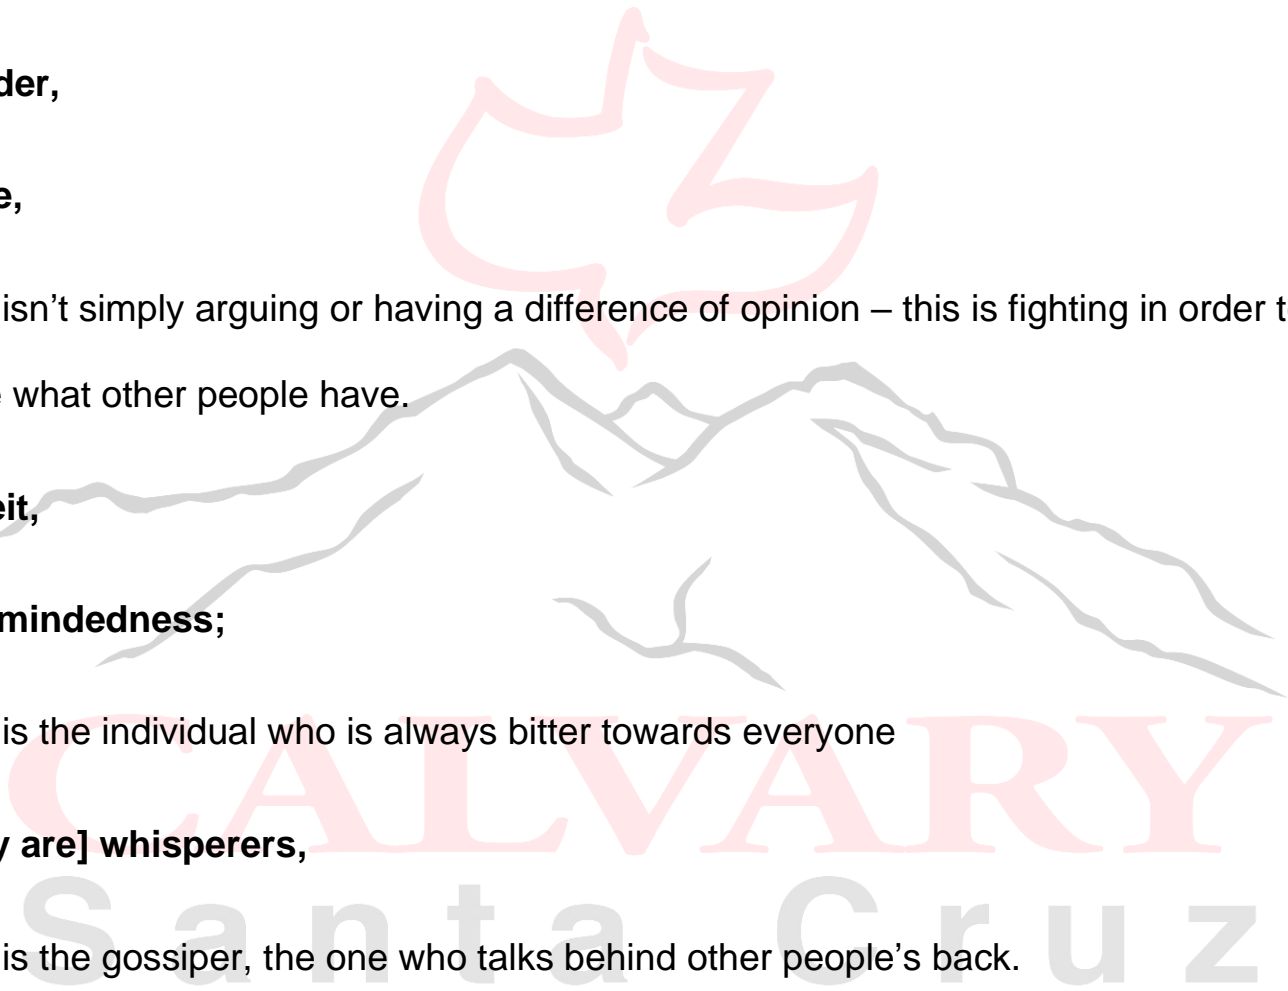 der,
e,
isn’t simply arguing or having a difference of opinion – this is fighting in order t
e what other people have.
eit,
mindedness;
is the individual who is always bitter towards everyone
CALVARY
y are] whisperers,
Santa Cruz
is the gossiper, the one who talks behind other people’s back.